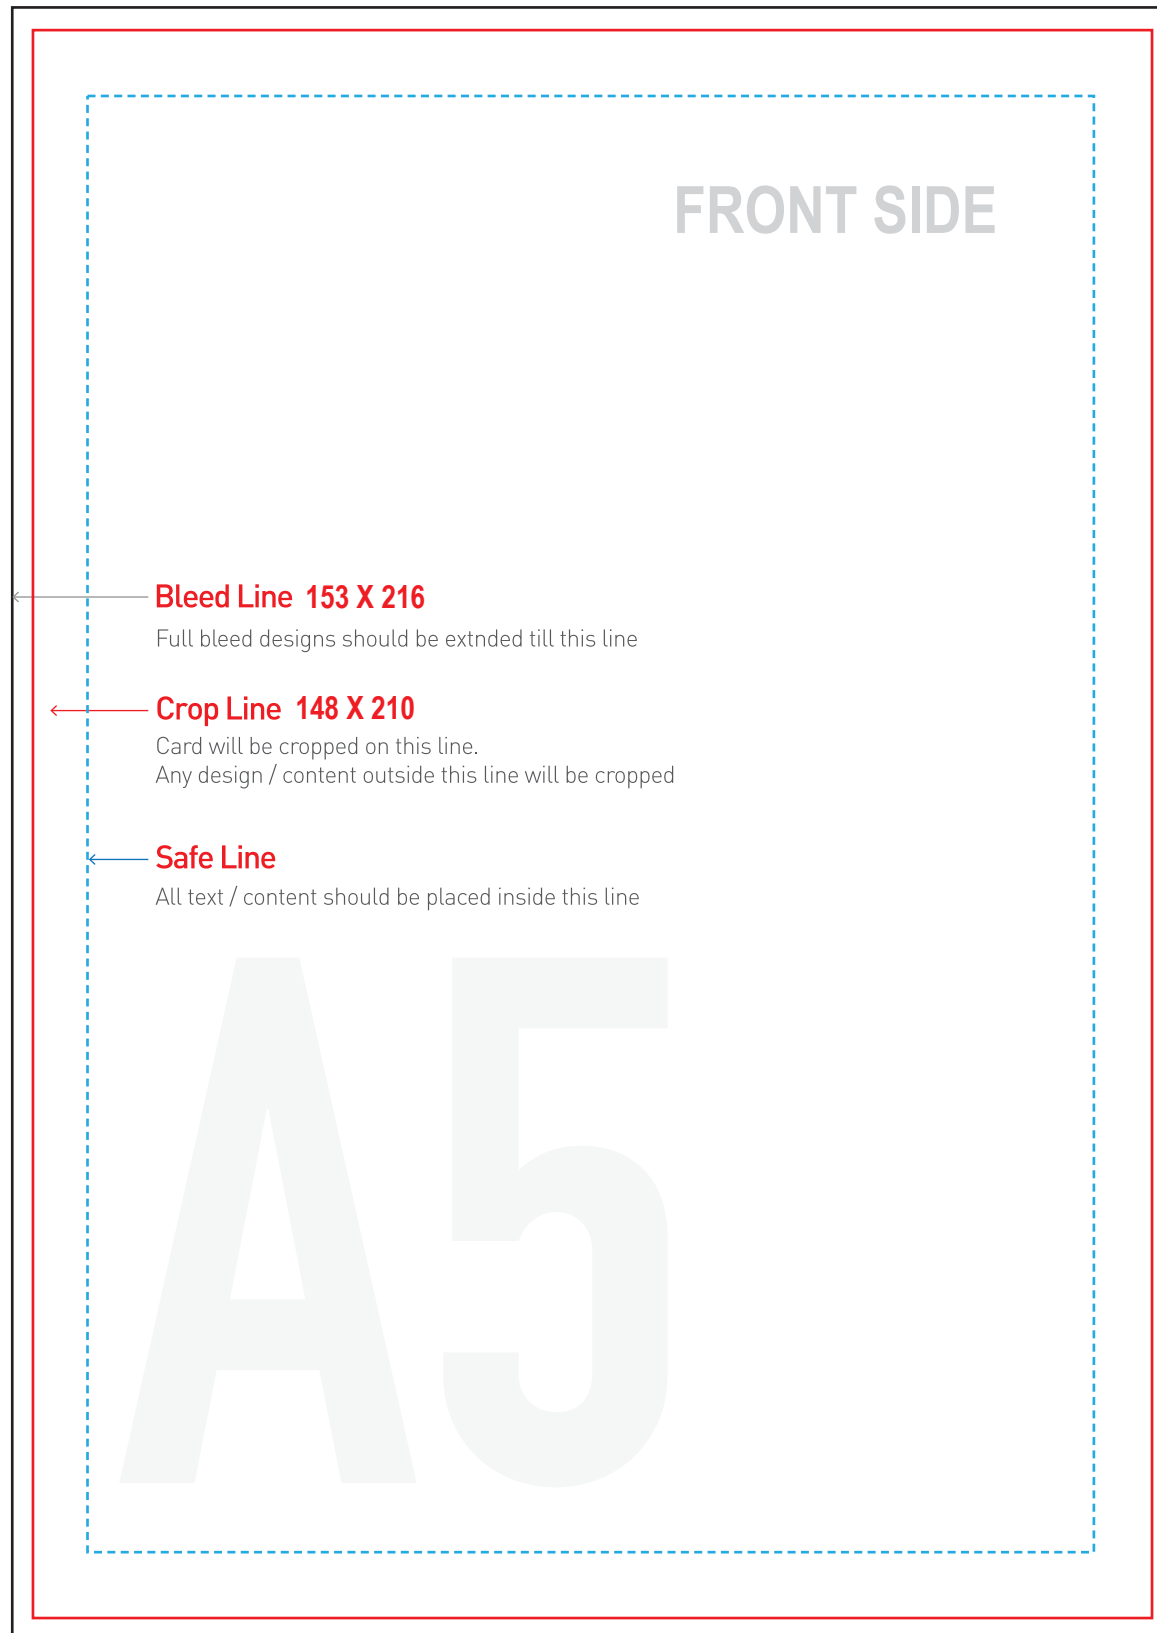 FRONT SIDE
Bleed Line 153 X 216
Full bleed designs should be extnded till this line
Crop Line 148 X 210
Card will be cropped on this line.
Any design / content outside this line will be cropped
Safe Line
All text / content should be placed inside this line
A5